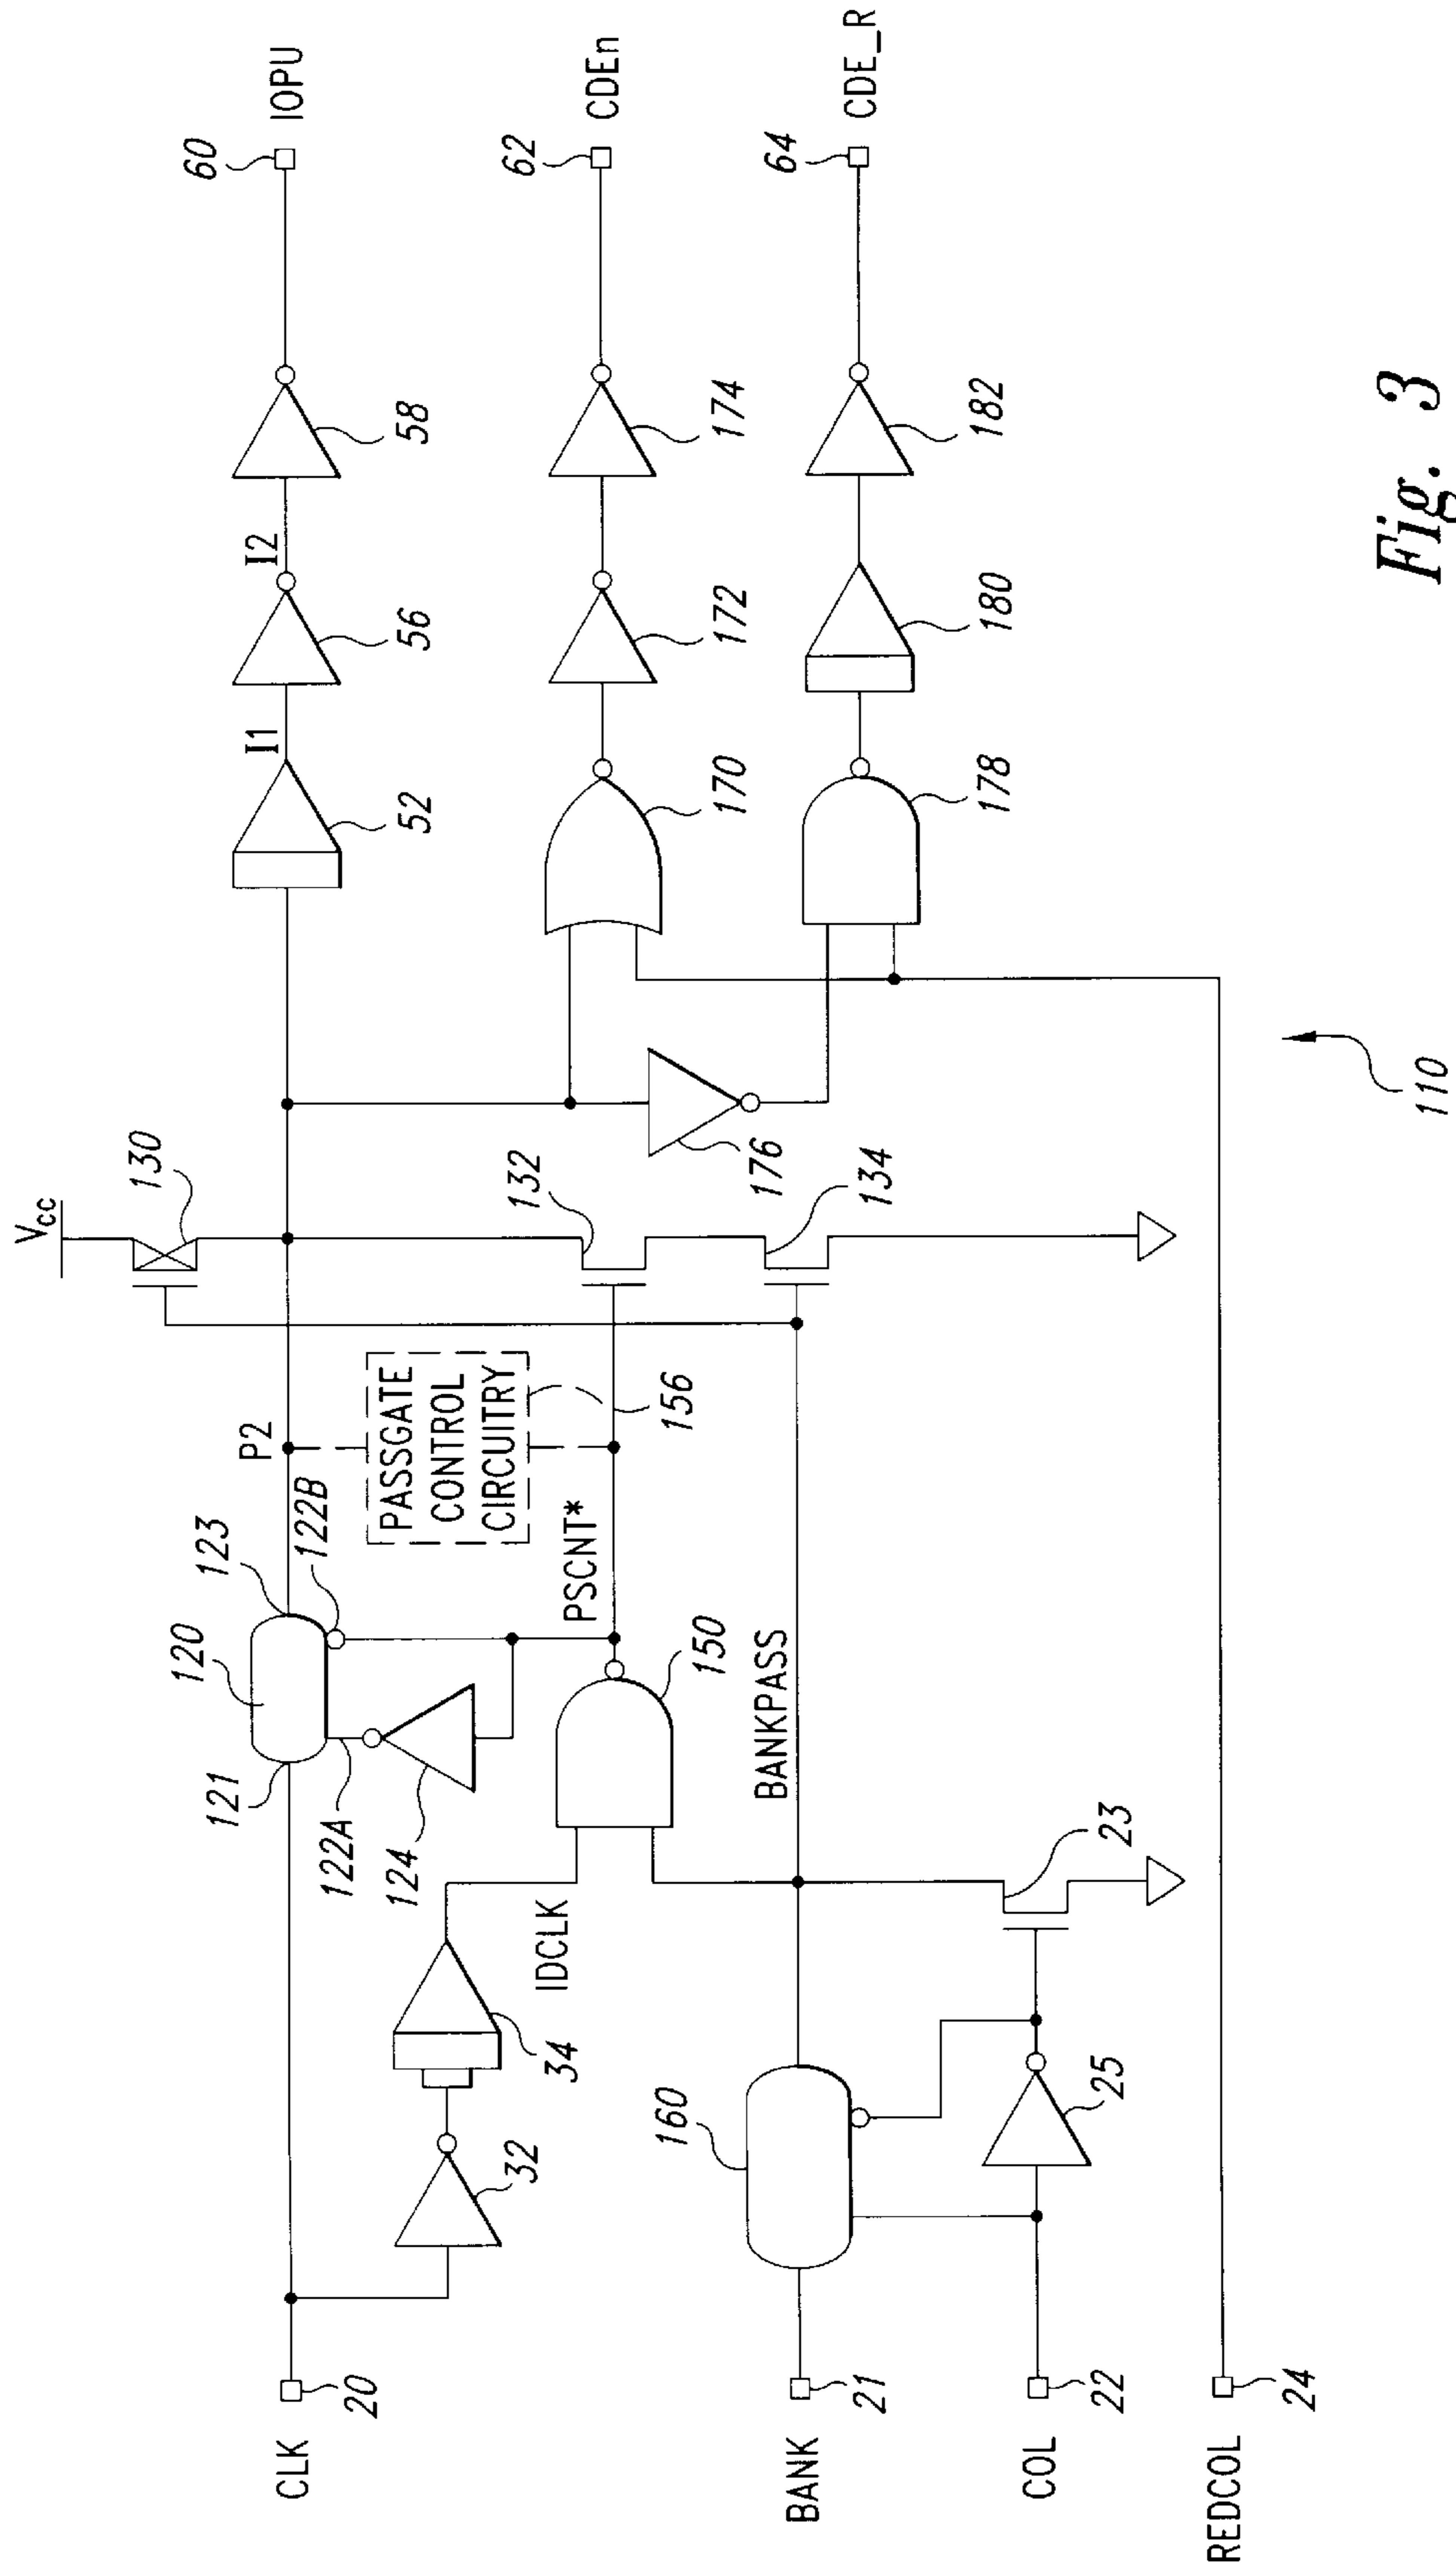 Vcc
130
60
IOPU
P2
I1
I2
52
56
58
123
122B
120
121
122A
124
PASSGATE
CONTROL
CIRCUITRY
156
PSCNT*
132
134
176
62
CDEn
170
172
174
64
CDE_R
178
180
182
CLK
20
32
34
IDCLK
150
BANKPASS
23
160
25
BANK
21
COL
22
REDCOL
24
110
Fig. 3